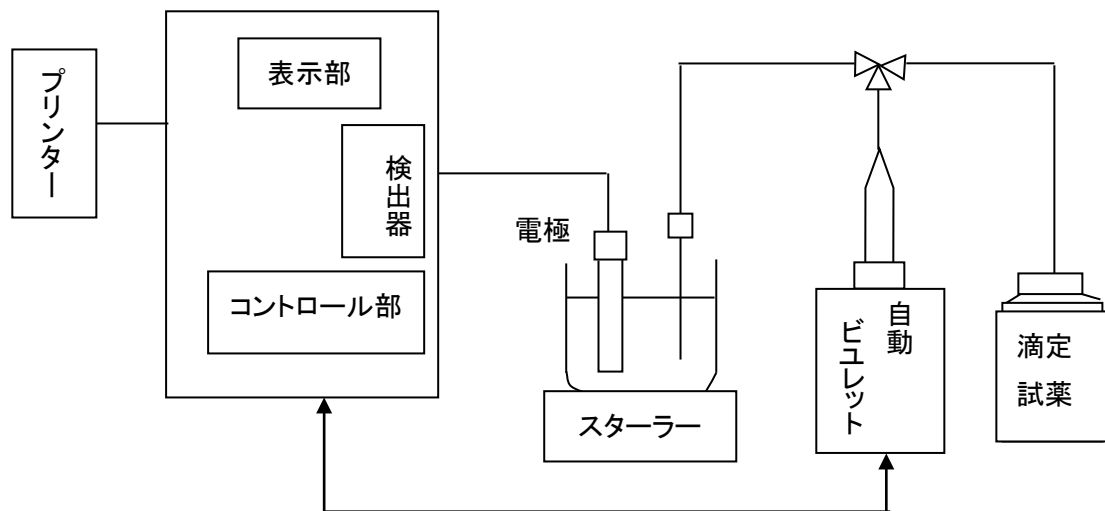 プリンター
表示部
検出器
コントロール部
電極
スターラー
自動
ビユレット
滴定
試薬